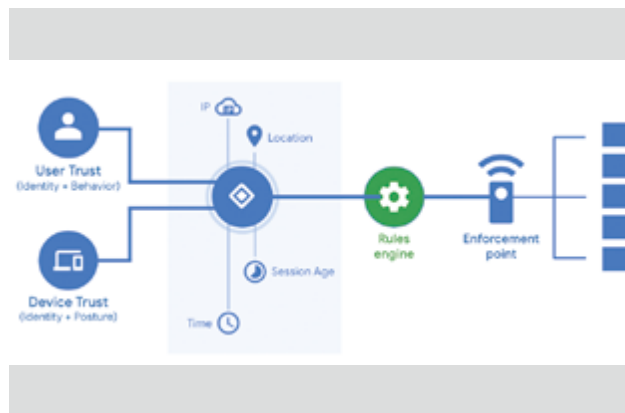 IP
Location
User Trust
(Identity + Behavior)
Rules
engine
Enforcement
point
Session Age
Device Trust
(Identity + Posture)
Time